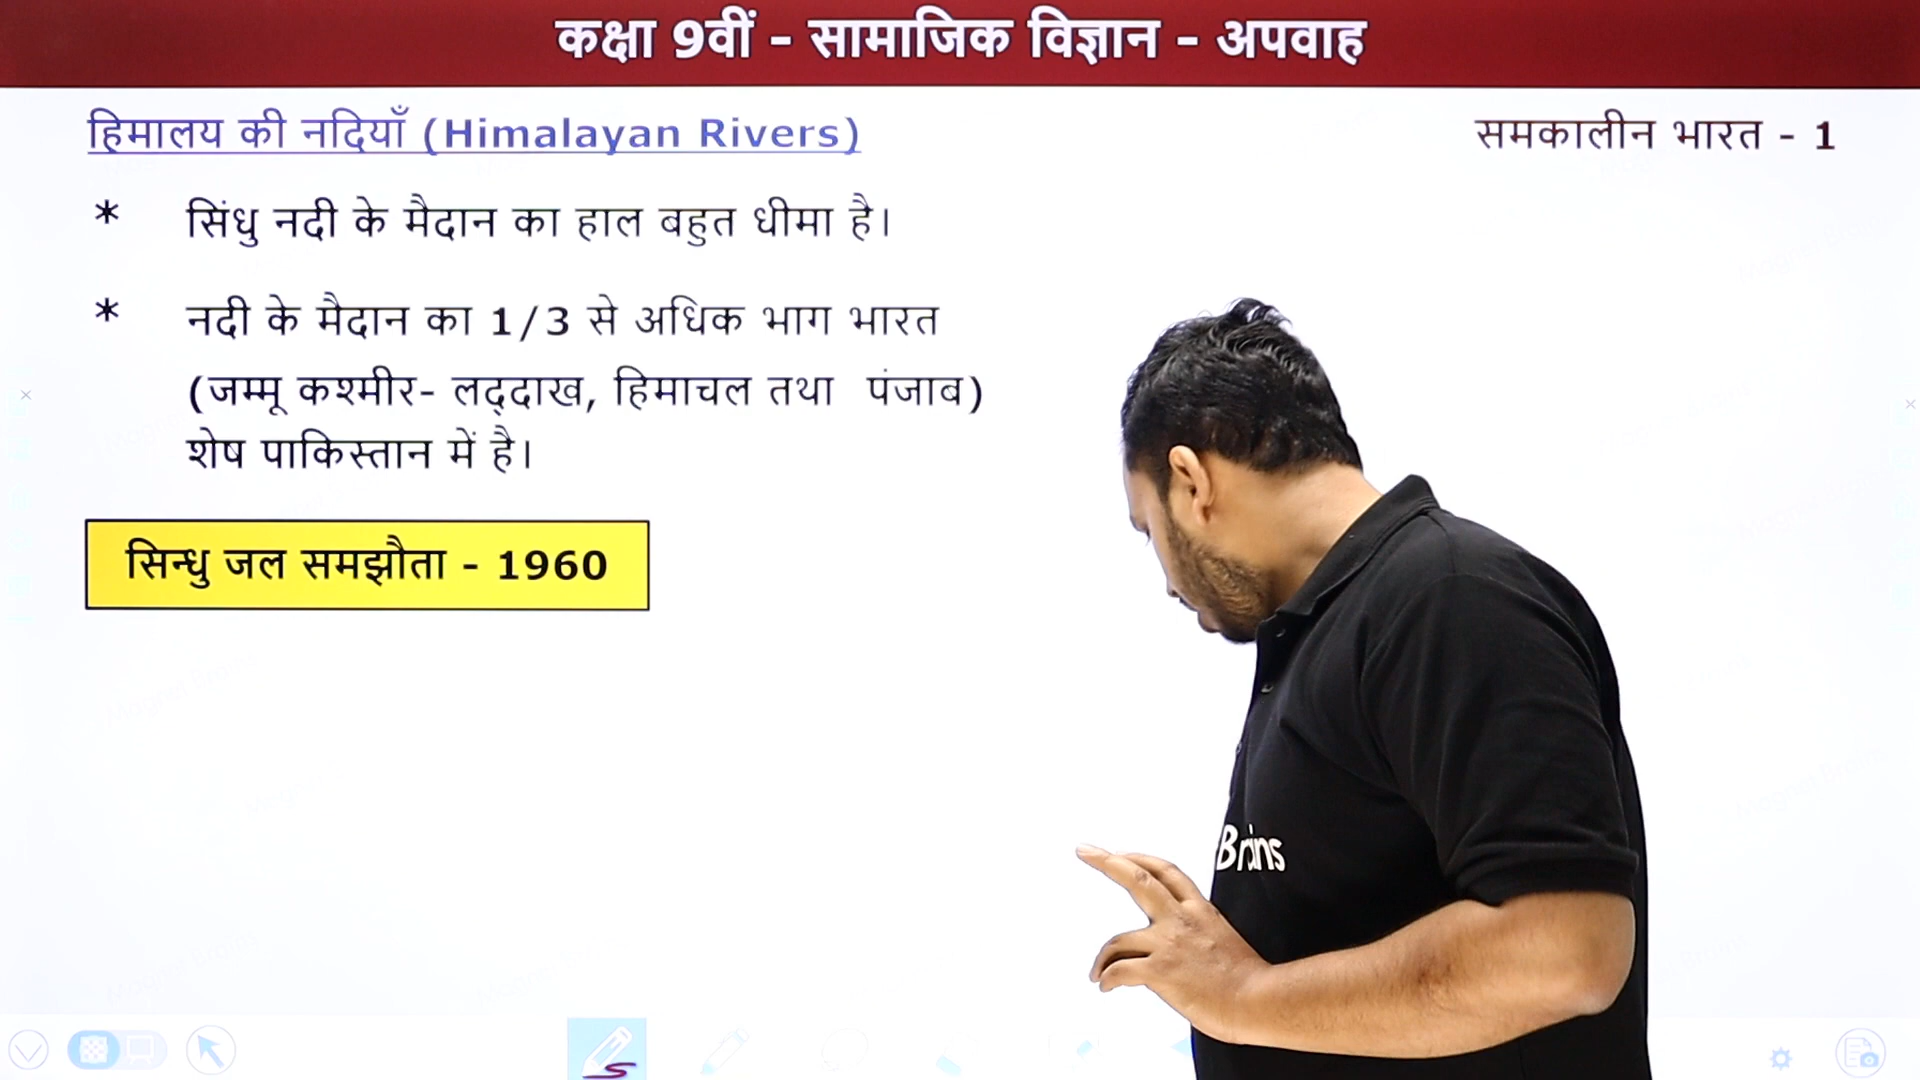 कक्षा 9वीं - सामाजिक विज्ञान - अपवाह
हिमालय की नदियाँ (Himalayan Rivers)
समकालीन भारत - 1
* सिंधु नदी के मैदान का हाल बहुत धीमा है।
* नदी के मैदान का 1/3 से अधिक भाग भारत
(जम्मू कश्मीर- लद्दाख, हिमाचल तथा पंजाब)
शेष पाकिस्तान में है।
सिन्धु जल समझौता - 1960
Brains